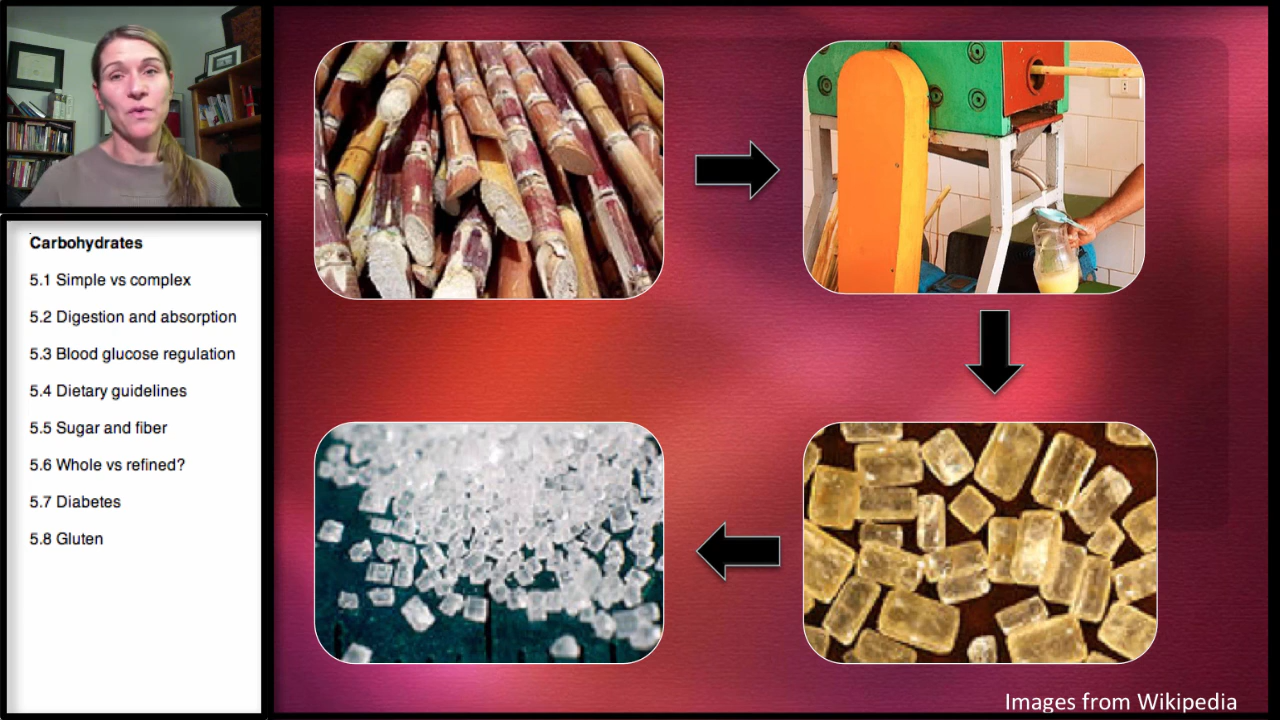 Carbohydrates
5.1 Simple vs complex
5.2 Digestion and absorption
5.3 Blood glucose regulation
5.4 Dietary guidelines
5.5 Sugar and fiber
5.6 Whole vs refined?
5.7 Diabetes
5.8 Gluten
Images from Wikipedia